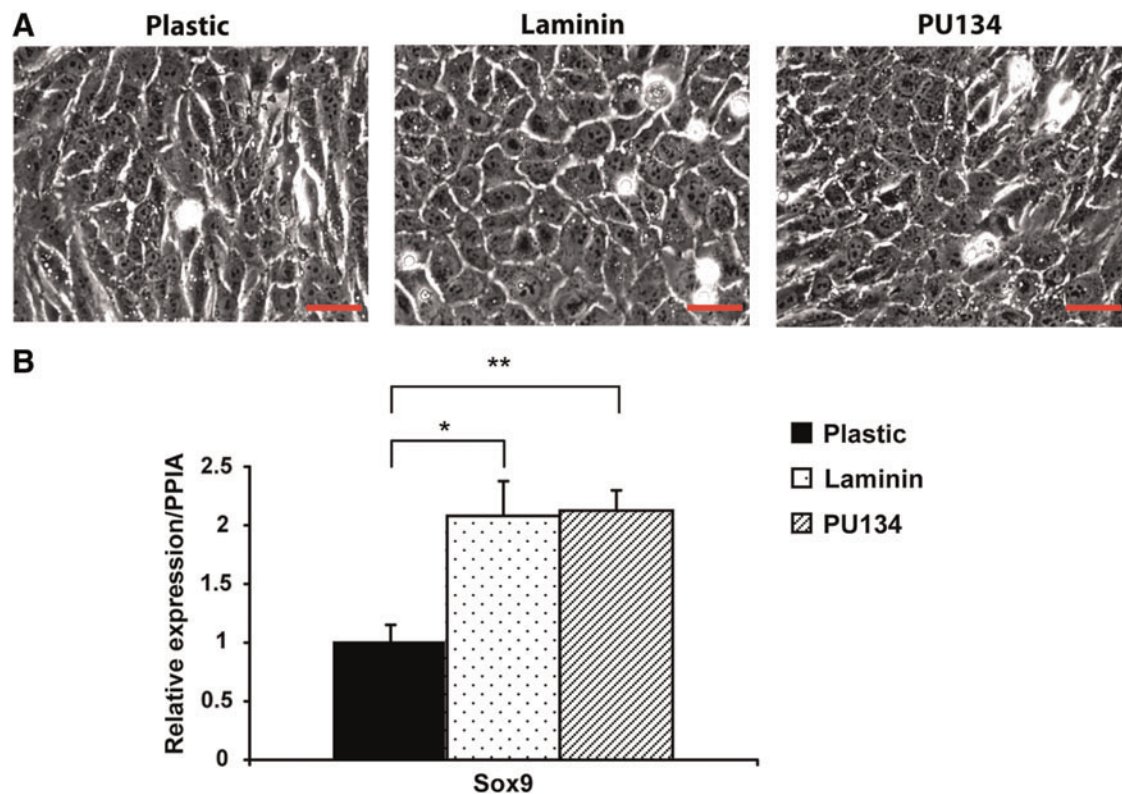 A
Plastic
Laminin
PU134
B
**
*
Plastic
Laminin
PU134
Relative expression/PPIA
2.5
2
1.5
1
0.5
0
Sox9